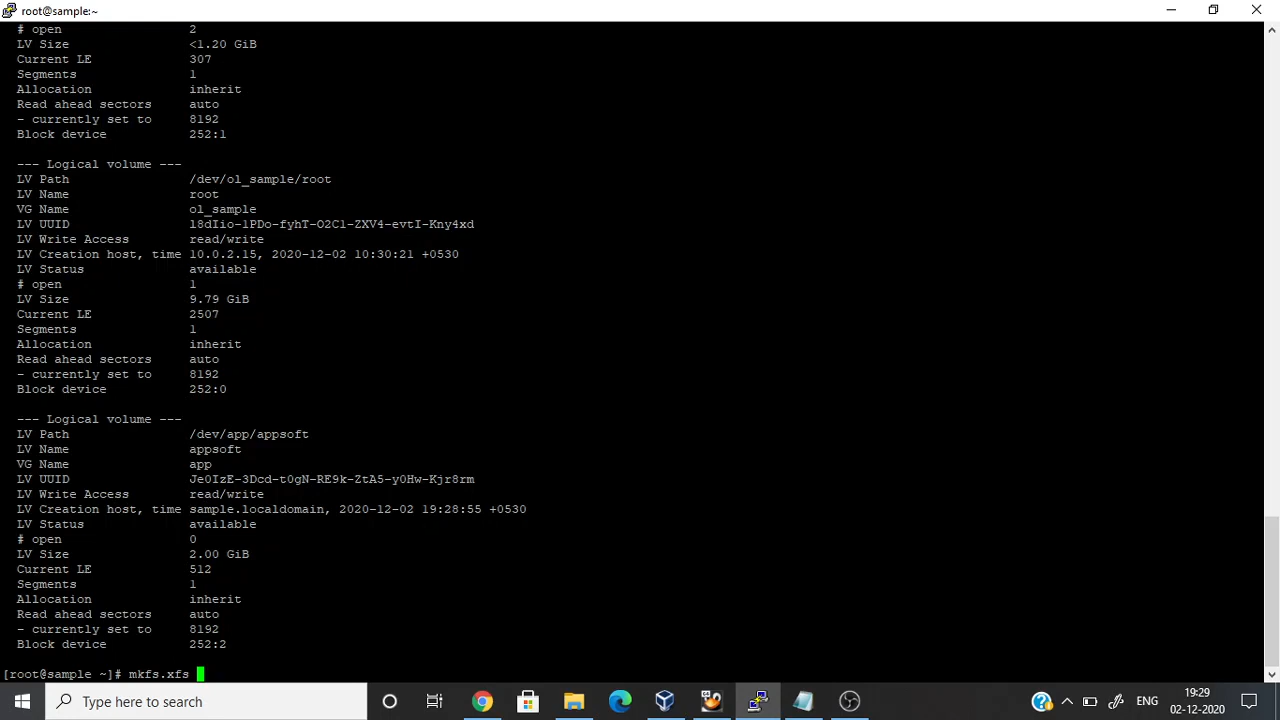 root@sample:~
# open 2
LV Size <1.20 GiB
Current LE 307
Segments 1
Allocation inherit
Read ahead sectors auto
- currently set to 8192
Block device 252:1
--- Logical volume ---
LV Path /dev/ol_sample/root
LV Name root
VG Name ol_sample
LV UUID l8dIio-1PDo-fyhT-O2Cl-ZXV4-evtI-Kny4xd
LV Write Access read/write
LV Creation host, time 10.0.2.15, 2020-12-02 10:30:21 +0530
LV Status available
# open 1
LV Size 9.79 GiB
Current LE 2507
Segments 1
Allocation inherit
Read ahead sectors auto
- currently set to 8192
Block device 252:0
--- Logical volume ---
LV Path /dev/app/appsoft
LV Name appsoft
VG Name app
LV UUID Je0IzE-3Dcd-t0gN-RE9k-ZtA5-y0Hw-Kjr8rm
LV Write Access read/write
LV Creation host, time sample.localdomain, 2020-12-02 19:28:55 +0530
LV Status available
# open 0
LV Size 2.00 GiB
Current LE 512
Segments 1
Allocation inherit
Read ahead sectors auto
- currently set to 8192
Block device 252:2
[root@sample ~]# mkfs.xfs
Type here to search
ENG
19:29
02-12-2020